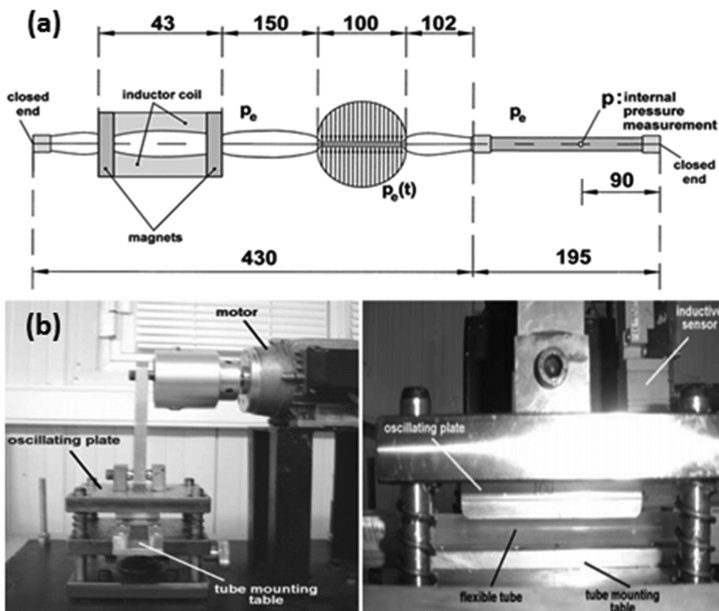 (a)
43
150
100
102
closed
end
inductor coil
pe
pe
p: internal
pressure
measurement
magnets
pe(t)
closed
end
90
430
195
(b)
motor
oscillating plate
tube mounting
table
inductive
sensor
oscillating plate
flexible tube
tube mounting
table